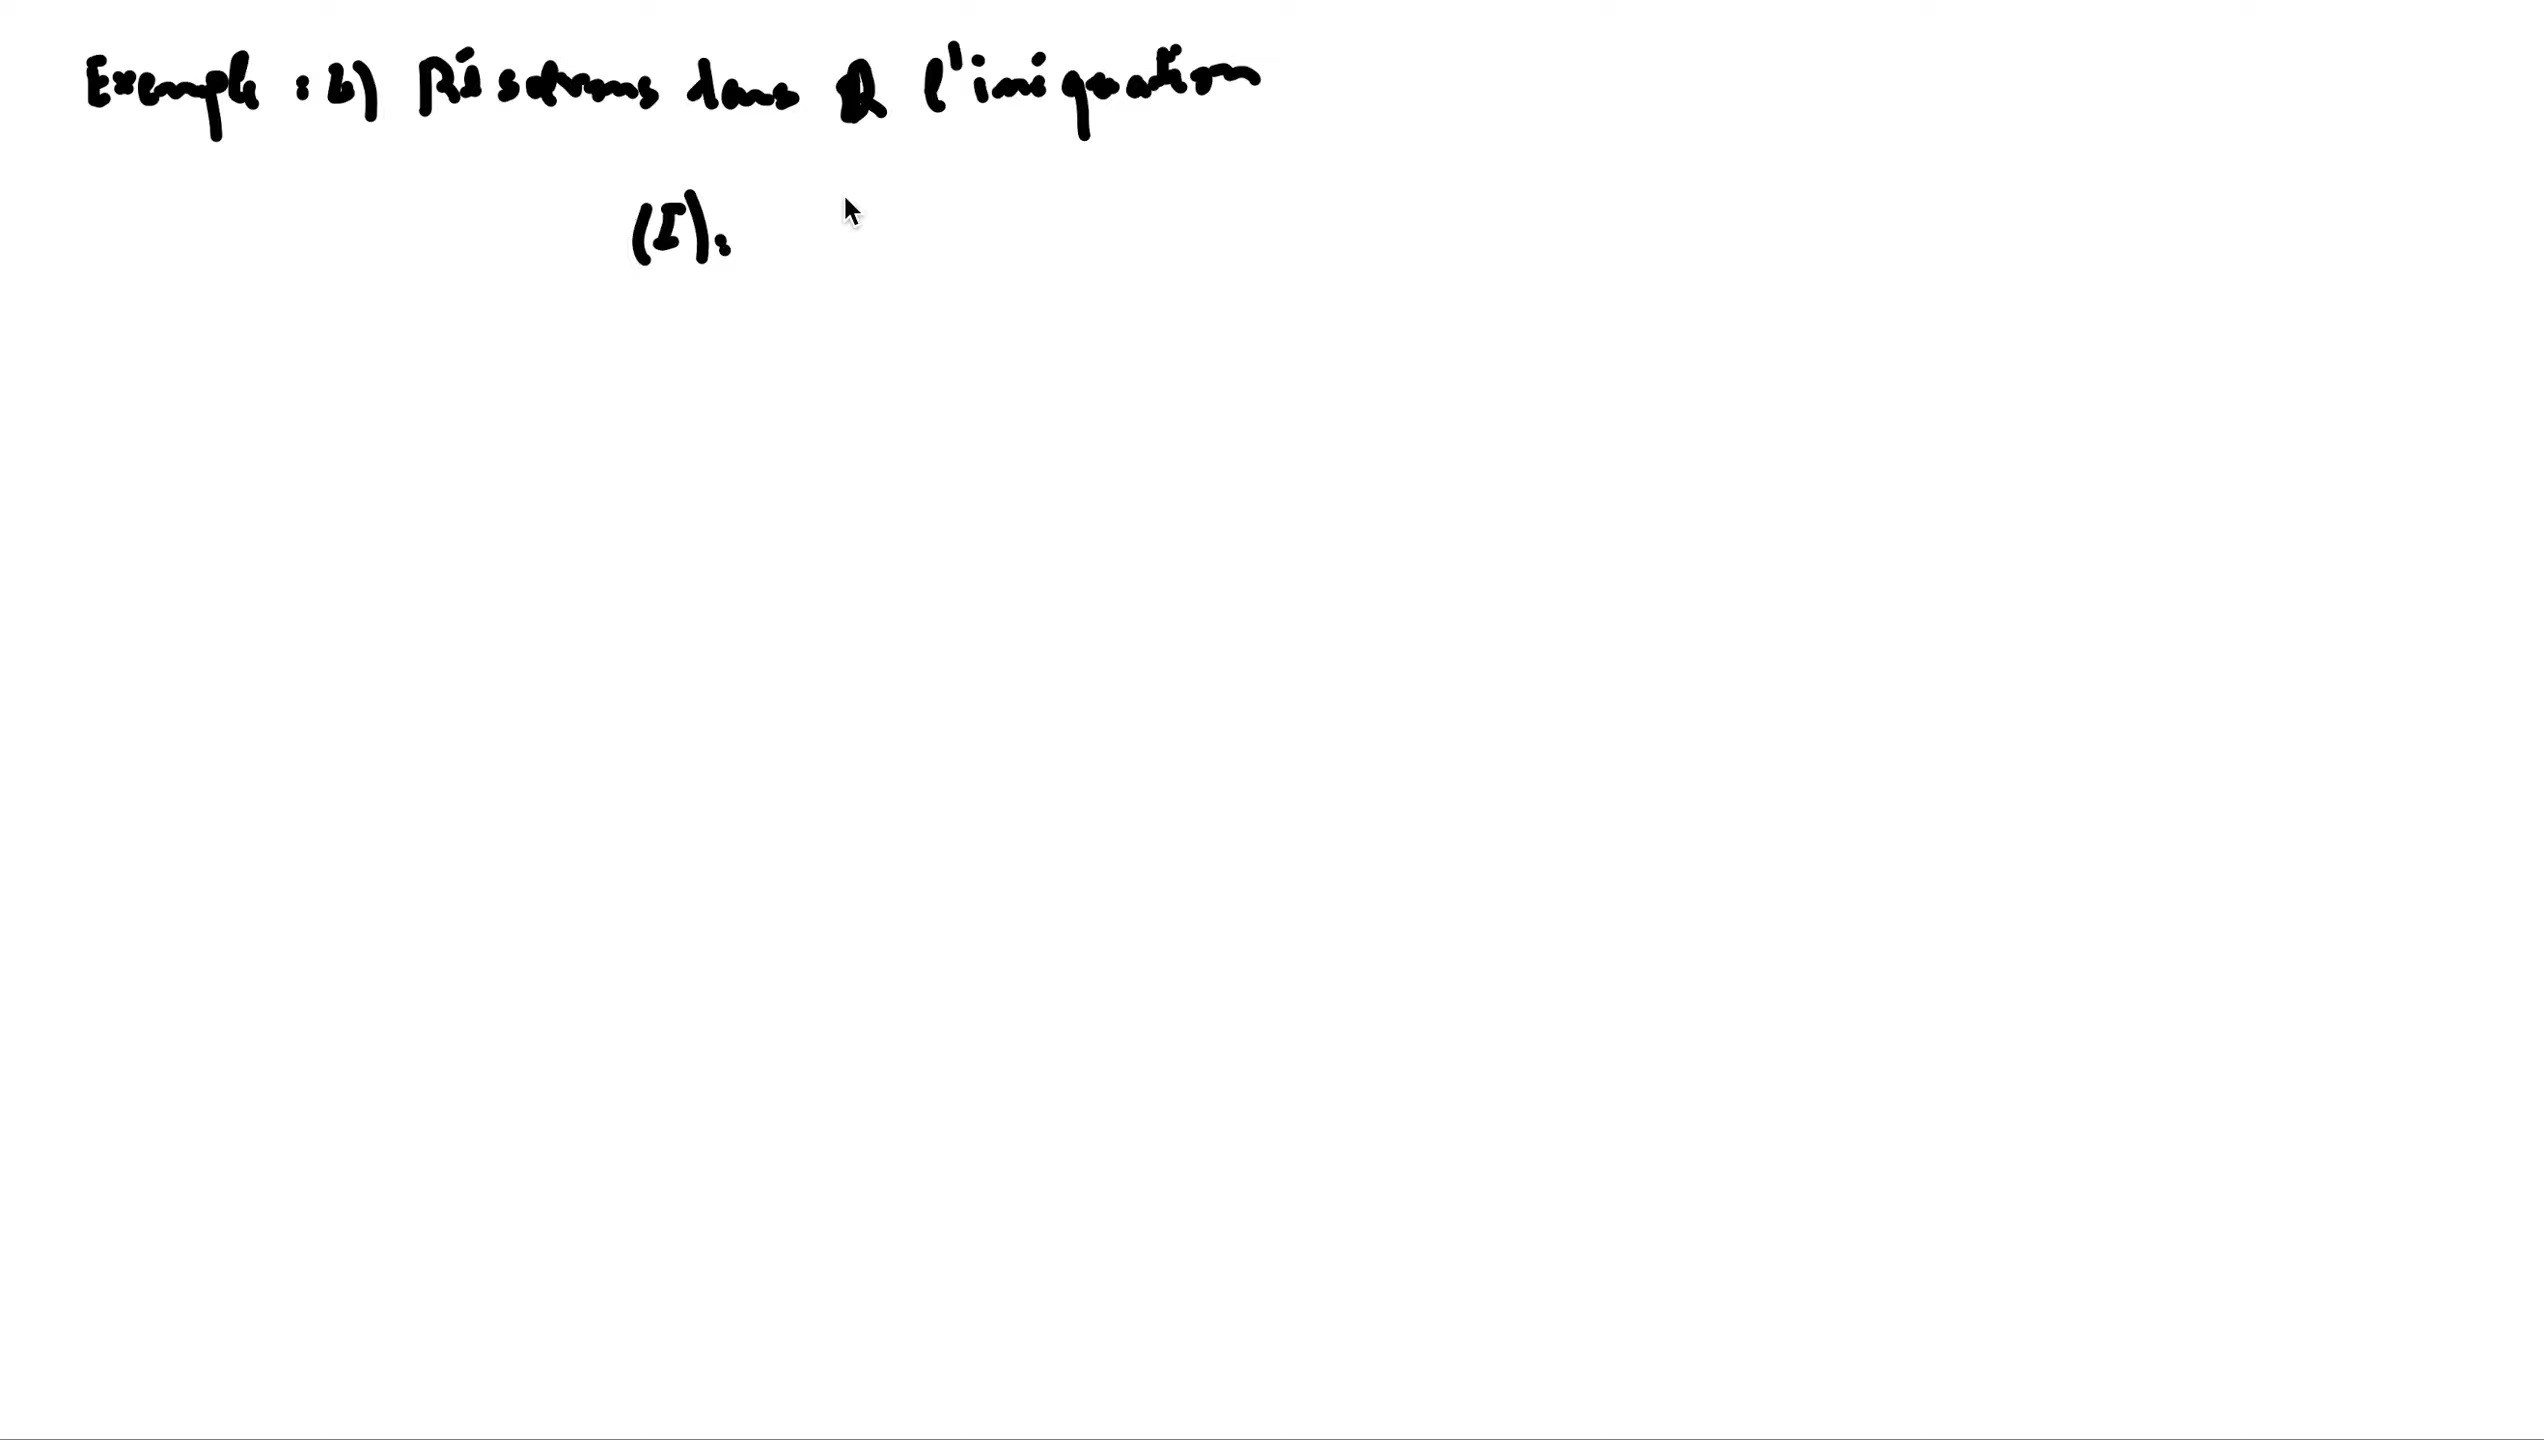 Exemple : b) Résolvons dans ℝ l'inéquation
(I):